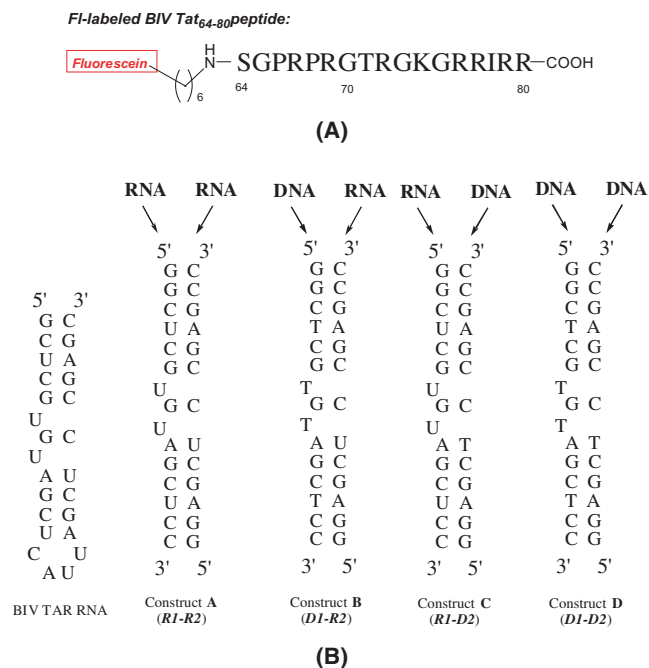 Fl-labeled BIV Tat64-80peptide:
Fluorescein
( )6
H
N
SGPRPRGTRGKGRRIRR–COOH
64 70 80
(A)
RNA RNA DNA RNA RNA DNA DNA DNA
5' 3'
G C U C G U G U A G C U C A
C G A G C C U C G A U U
BIV TAR RNA
5' 3'
G G C U C G U G U A G C U C C
C C G A G C C U C G A G G
3' 5'
Construct A
(R1-R2)
5' 3'
G G C T C G T G T A G C T C C
C C G A G C C U C G A G G
3' 5'
Construct B
(D1-R2)
5' 3'
G G C U C G U G U A G C U C C
C C G A G C C T C G A G G
3' 5'
Construct C
(R1-D2)
5' 3'
G G C T C G T G T A G C T C C
C C G A G C C T C G A G G
3' 5'
Construct D
(D1-D2)
(B)